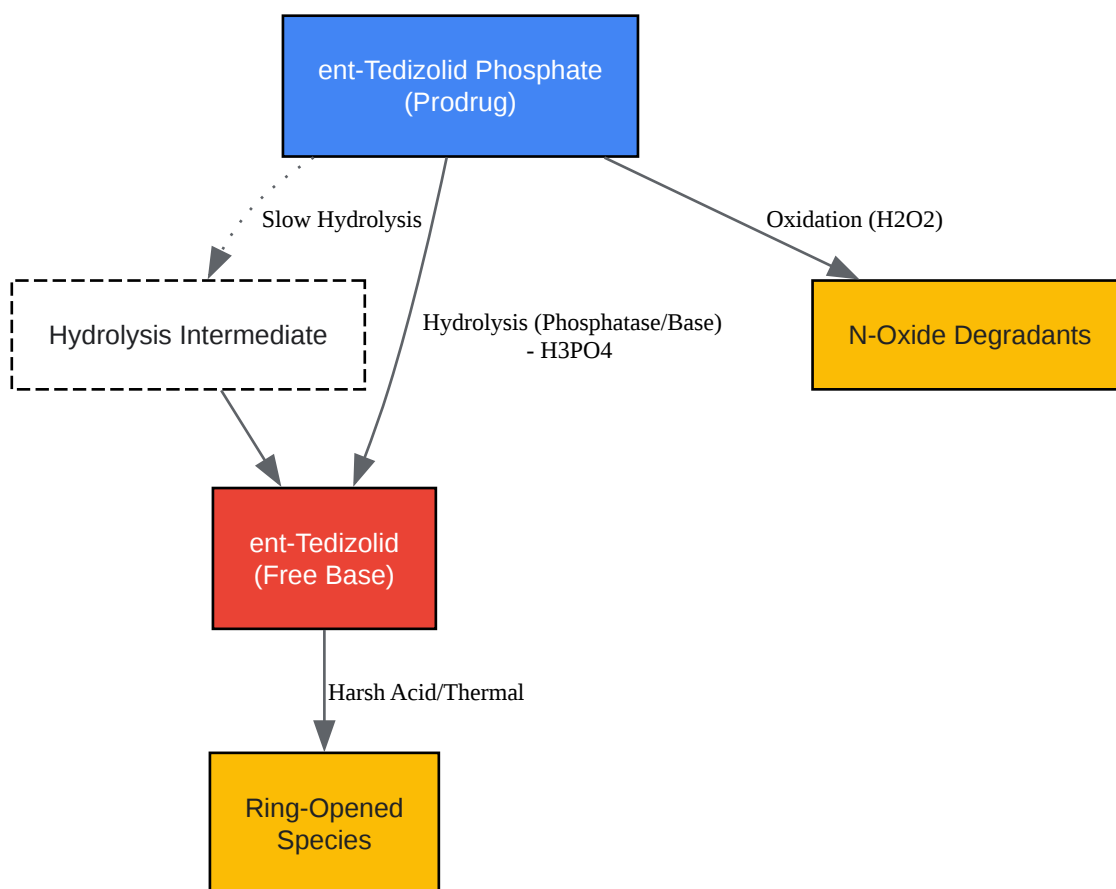 ent-Tedizolid Phosphate
(Prodrug)
Slow Hydrolysis
Oxidation (H2O2)
Hydrolysis Intermediate
Hydrolysis (Phosphatase/Base)
- H3PO4
N-Oxide Degradants
ent-Tedizolid
(Free Base)
Harsh Acid/Thermal
Ring-Opened
Species